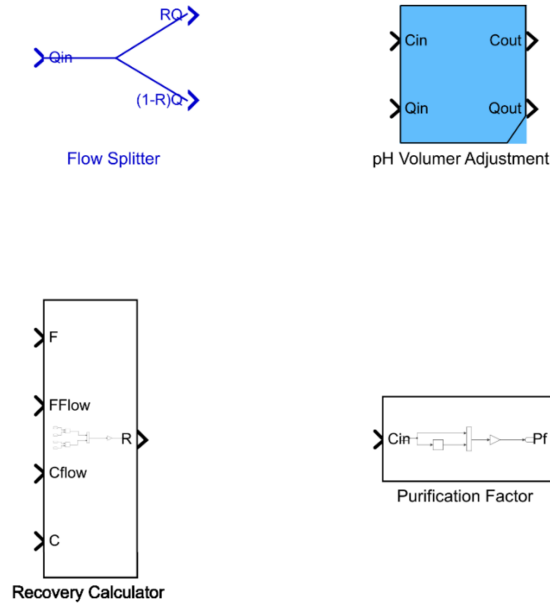 RQ
Qin
(1-R)Q
Flow Splitter
Cin
Cout
Qin
Qout
pH Volumer Adjustment
F
FFlow
R
Cflow
C
Recovery Calculator
Cin
Pf
Purification Factor